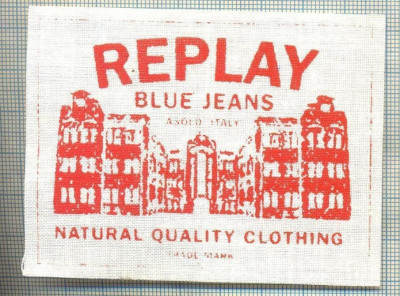 REPLAY
BLUE JEANS
ASOLO ITALY
NATURAL QUALITY CLOTHING
TRADE MARK